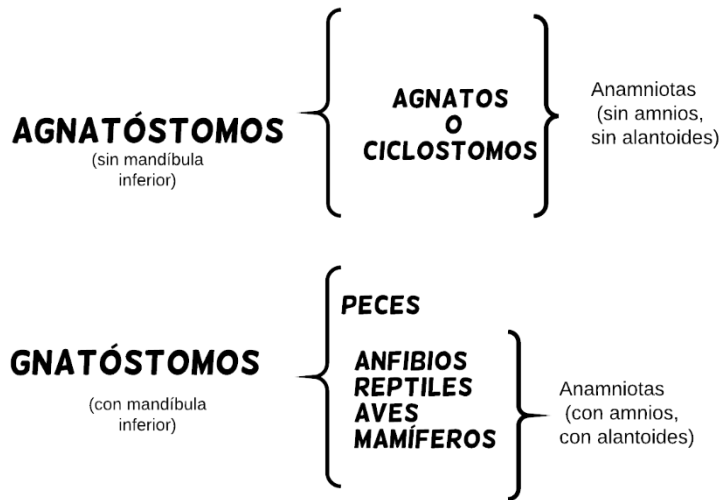 AGNATÓSTOMOS
(sin mandíbula
inferior)
AGNATOS
O
CICLOSTOMOS
Anamniotas
(sin amnios,
sin alantoides)
GNATÓSTOMOS
(con mandíbula
inferior)
PECES
ANFIBIOS
REPTILES
AVES
MAMÍFEROS
Anamniotas
(con amnios,
con alantoides)